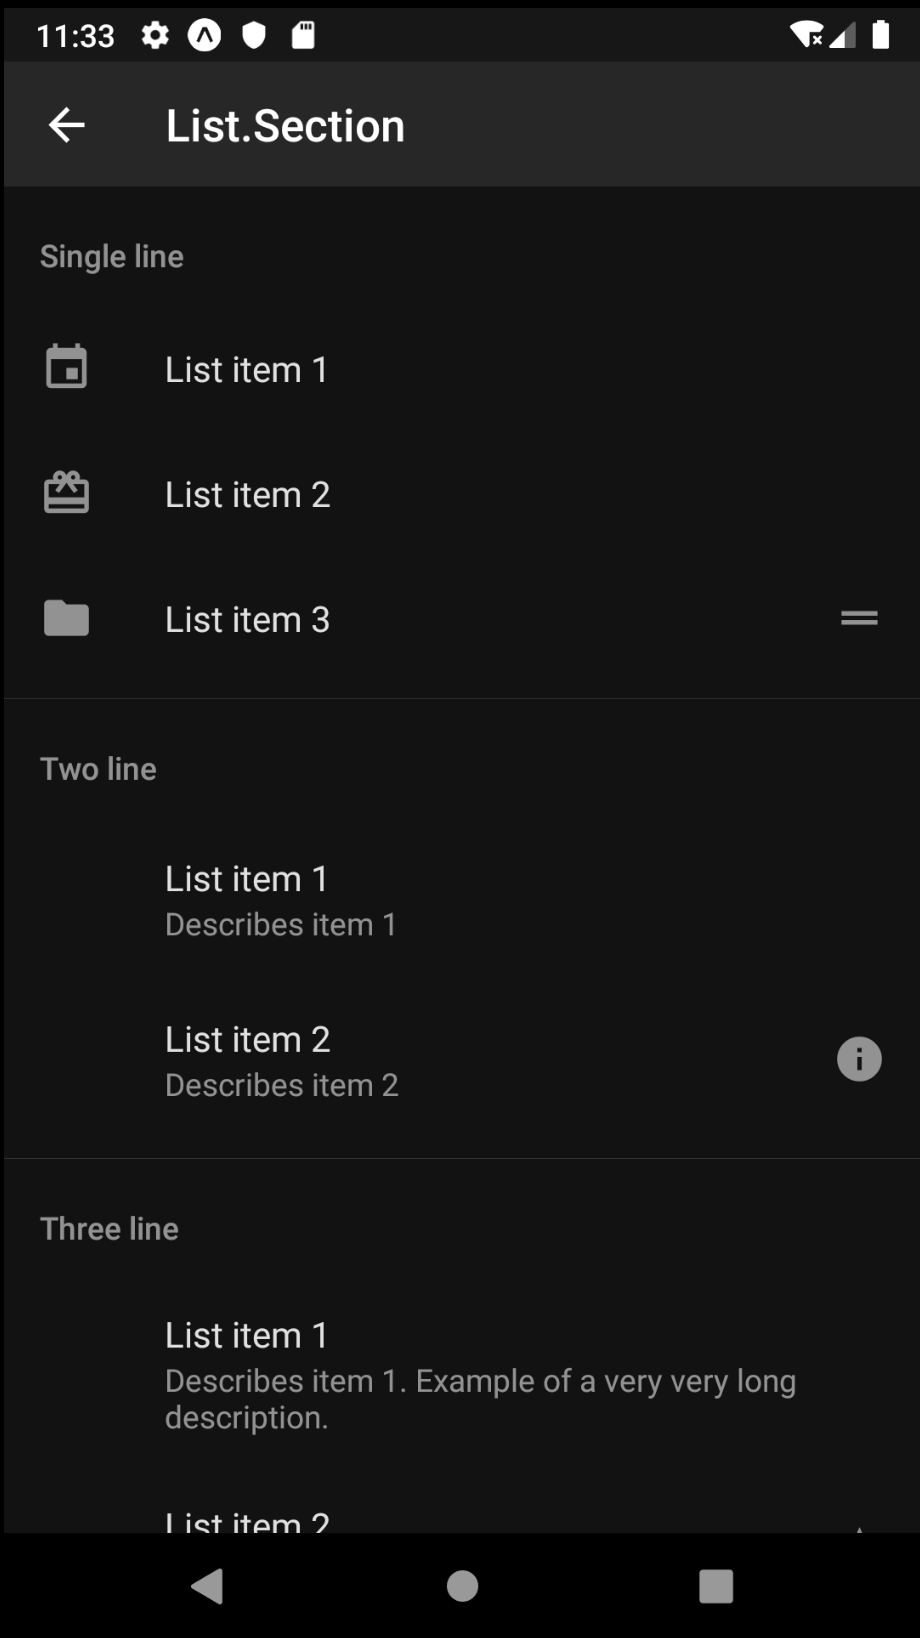 11:33
List.Section
Single line
List item 1
List item 2
List item 3
Two line
List item 1
Describes item 1
List item 2
Describes item 2
Three line
List item 1
Describes item 1. Example of a very very long
description.
List item 2